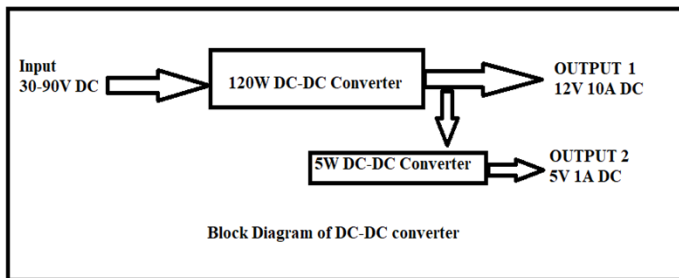 Input
30-90V DC
120W DC-DC Converter
OUTPUT 1
12V 10A DC
5W DC-DC Converter
OUTPUT 2
5V 1A DC
Block Diagram of DC-DC converter